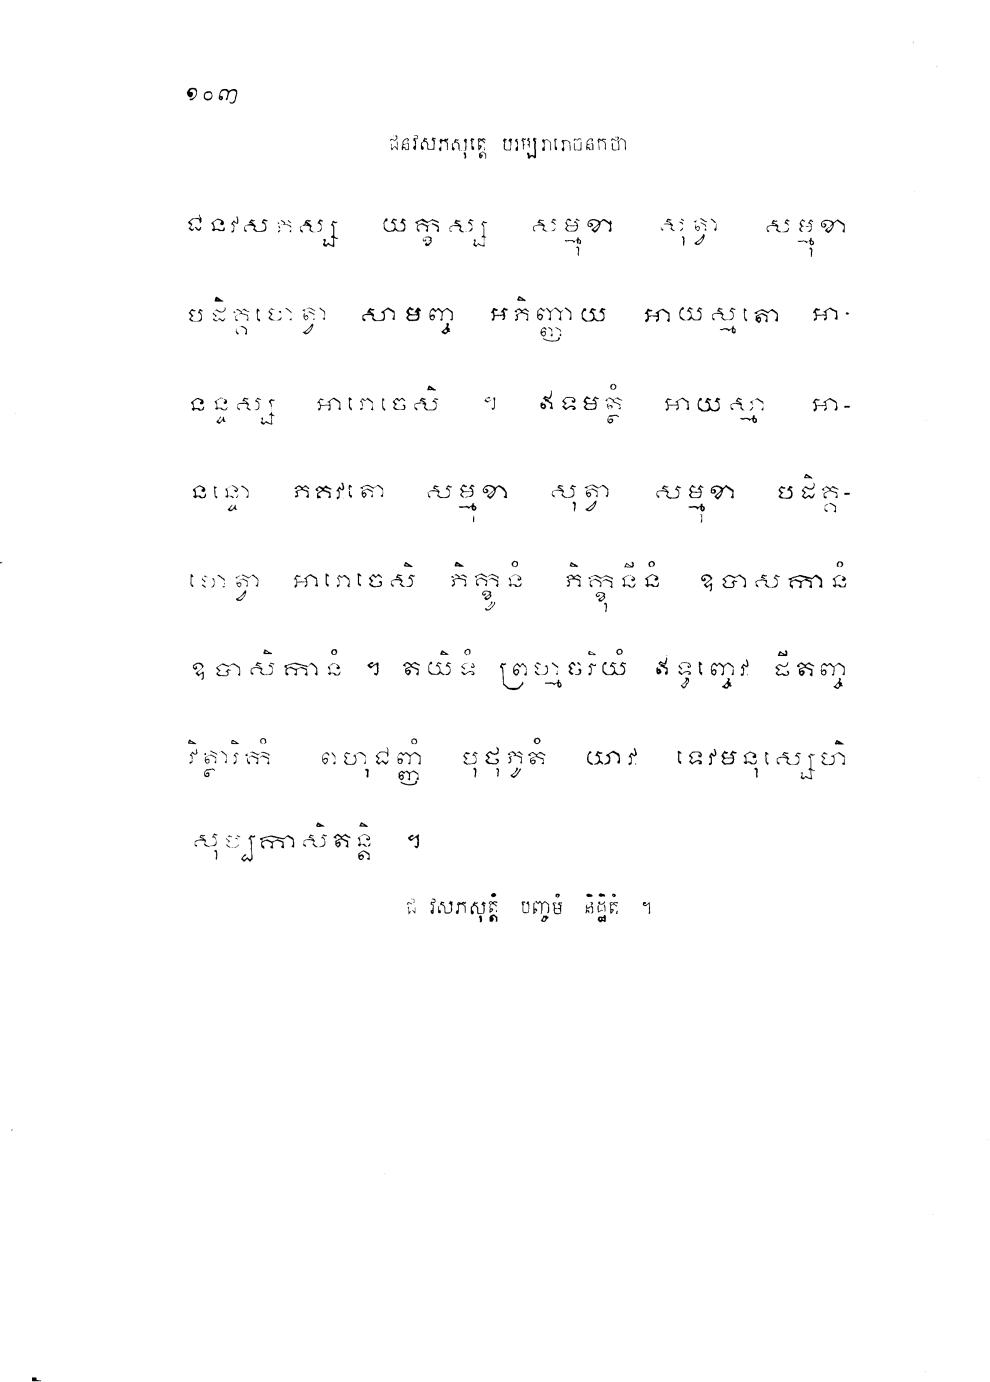 ១០៣
ជនវសភសុត្តេ បរម្បរារោចនកថា
ជនវសភស្ស យក្ខស្ស សម្មុខា សុត្វា សម្មុខា
បដិគ្គហេត្វា សាមញ្ច អភិញ្ញាយ អាយស្មតោ អា-
នន្ទស្ស អារោចេសិ ។ ឥទមត្ថំ អាយស្មា អា-
នន្ទោ ភគវតោ សម្មុខា សុត្វា សម្មុខា បដិគ្គ-
ហេត្វា អារោចេសិ ភិក្ខូនំ ភិក្ខុនីនំ ឧបាសកានំ
ឧបាសិកានំ ។ តយិទំ ព្រហ្មចរិយំ ឥទ្ធញ្ចេវ ផីតញ្ច
វិត្ថារិកំ ពហុជញ្ញំ បុថុភូតំ យាវ ទេវមនុស្សេហិ
សុប្បកាសិតន្តិ ។
ជ វសភសុត្តំ បញ្ចមំ និដ្ឋិតំ ។